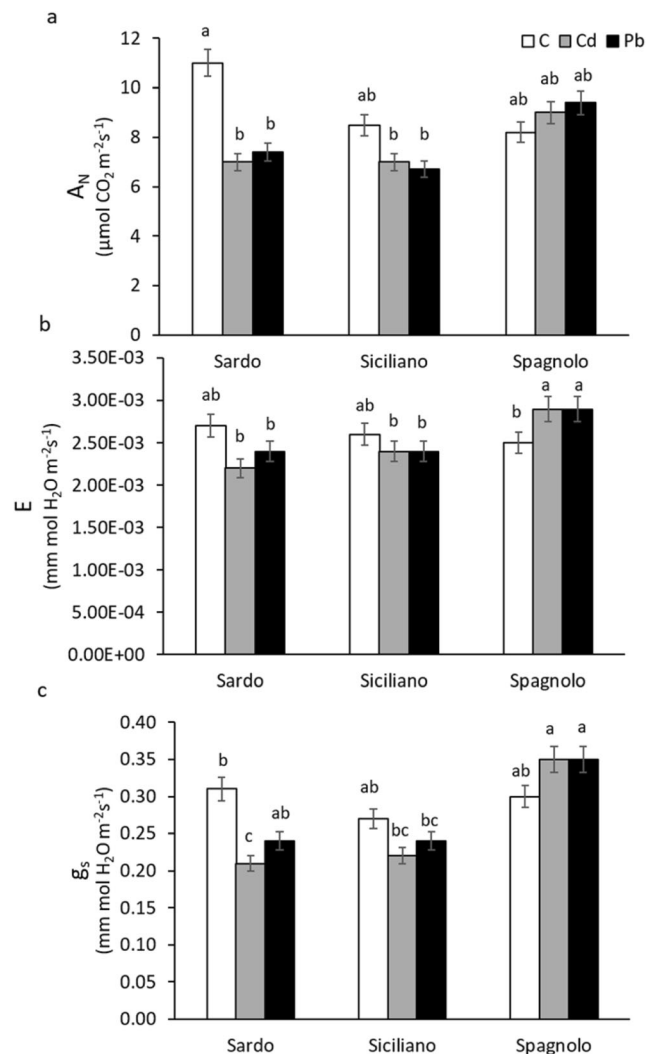 a
C Cd Pb
12
10
8
6
4
2
0
A_N
(µmol CO₂ m⁻²s⁻¹)
a b b ab b b ab ab ab
Sardo Siciliano Spagnolo
b
3.50E-03
3.00E-03
2.50E-03
2.00E-03
1.50E-03
1.00E-03
5.00E-04
0.00E+00
E
(mm mol H₂O m⁻²s⁻¹)
ab b b ab b b b a a
Sardo Siciliano Spagnolo
c
0.40
0.35
0.30
0.25
0.20
0.15
0.10
0.05
0.00
gₛ
(mm mol H₂O m⁻²s⁻¹)
b c ab ab bc bc ab a a
Sardo Siciliano Spagnolo